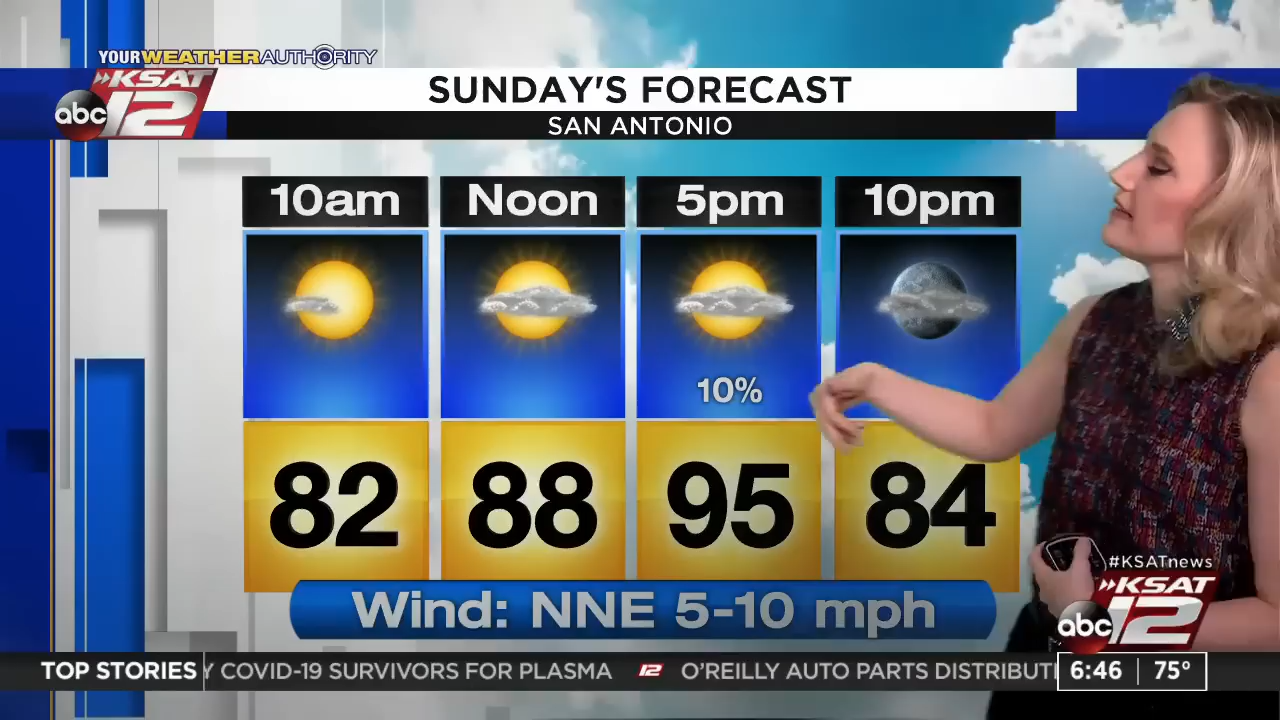 YOUR WEATHER AUTHORITY
KSAT
abc 12
SUNDAY'S FORECAST
SAN ANTONIO
10am Noon 5pm 10pm
10%
82 88 95 84
Wind: NNE 5-10 mph
#KSATnews
KSAT
abc 12
TOP STORIES Y COVID-19 SURVIVORS FOR PLASMA 12 O'REILLY AUTO PARTS DISTRIBUTI 6:46 75°